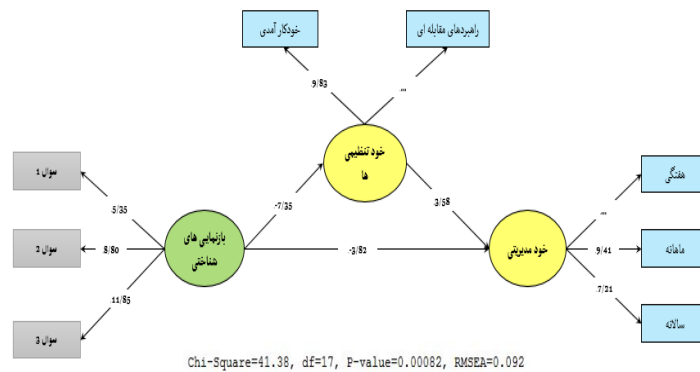 خودکار آمدی
راهبردهای مقابله ای
9/83
...
خود تنظیمی
ها
هفتگی
سوال 1
5/35
-7/35
3/58
...
بازنمایی های
شناختی
سوال 2
8/80
-3/82
خود مدیریتی
9/41
ماهانه
11/85
7/21
سوال 3
سالانه
Chi-Square=41.38, df=17, P-value=0.00082, RMSEA=0.092